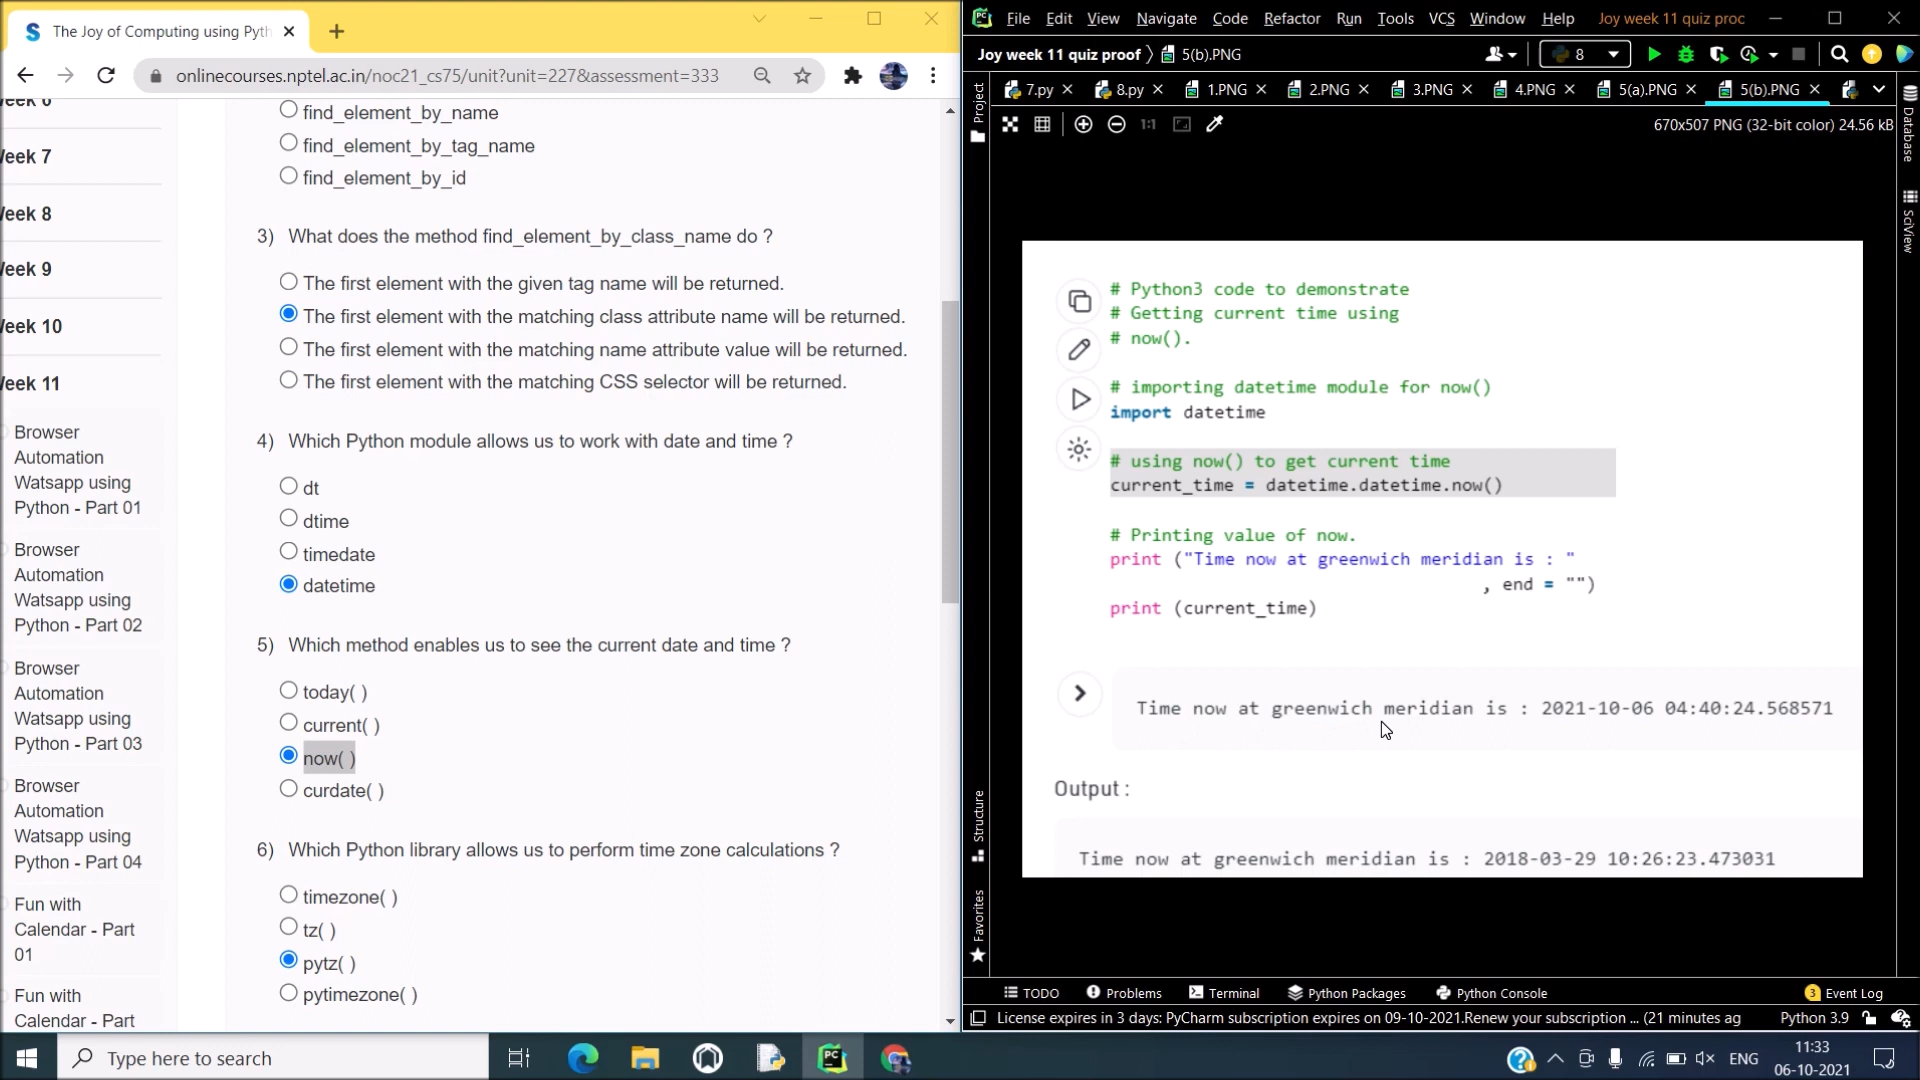 The Joy of Computing using Pyth
onlinecourses.nptel.ac.in/noc21_cs75/unit?unit=227&assessment=333
eek 6
eek 7
eek 8
eek 9
eek 10
eek 11
Browser
Automation
Watsapp using
Python - Part 01
Browser
Automation
Watsapp using
Python - Part 02
Browser
Automation
Watsapp using
Python - Part 03
Browser
Automation
Watsapp using
Python - Part 04
Fun with
Calendar - Part
01
Fun with
Calendar - Part
find_element_by_name
find_element_by_tag_name
find_element_by_id
3) What does the method find_element_by_class_name do ?
The first element with the given tag name will be returned.
The first element with the matching class attribute name will be returned.
The first element with the matching name attribute value will be returned.
The first element with the matching CSS selector will be returned.
4) Which Python module allows us to work with date and time ?
dt
dtime
timedate
datetime
5) Which method enables us to see the current date and time ?
today( )
current( )
now( )
curdate( )
6) Which Python library allows us to perform time zone calculations ?
timezone( )
tz( )
pytz( )
pytimezone( )
PC File Edit View Navigate Code Refactor Run Tools VCS Window Help Joy week 11 quiz proc
Joy week 11 quiz proof 5(b).PNG 8
7.py 8.py 1.PNG 2.PNG 3.PNG 4.PNG 5(a).PNG 5(b).PNG
1:1 670x507 PNG (32-bit color) 24.56 kB
Project
Structure
Favorites
Database
SciView
# Python3 code to demonstrate
# Getting current time using
# now().
# importing datetime module for now()
import datetime
# using now() to get current time
current_time = datetime.datetime.now()
# Printing value of now.
print ("Time now at greenwich meridian is : "
, end = "")
print (current_time)
Time now at greenwich meridian is : 2021-10-06 04:40:24.568571
Output :
Time now at greenwich meridian is : 2018-03-29 10:26:23.473031
TODO Problems Terminal Python Packages Python Console 3 Event Log
License expires in 3 days: PyCharm subscription expires on 09-10-2021.Renew your subscription ... (21 minutes ag Python 3.9
Type here to search
PC
ENG
11:33
06-10-2021